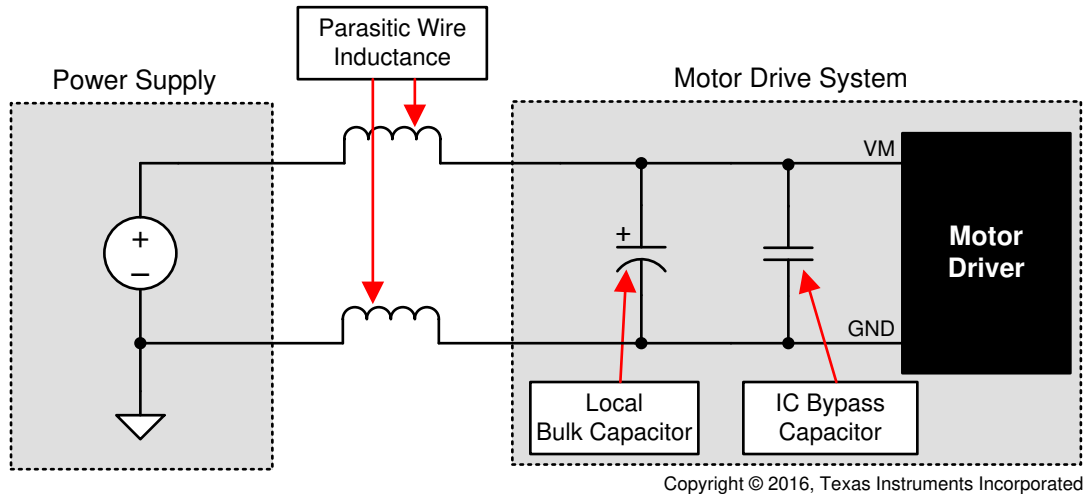 Parasitic Wire
Inductance
Power Supply
Motor Drive System
VM
+
–
+
Motor
Driver
GND
Local
Bulk Capacitor
IC Bypass
Capacitor
Copyright © 2016, Texas Instruments Incorporated